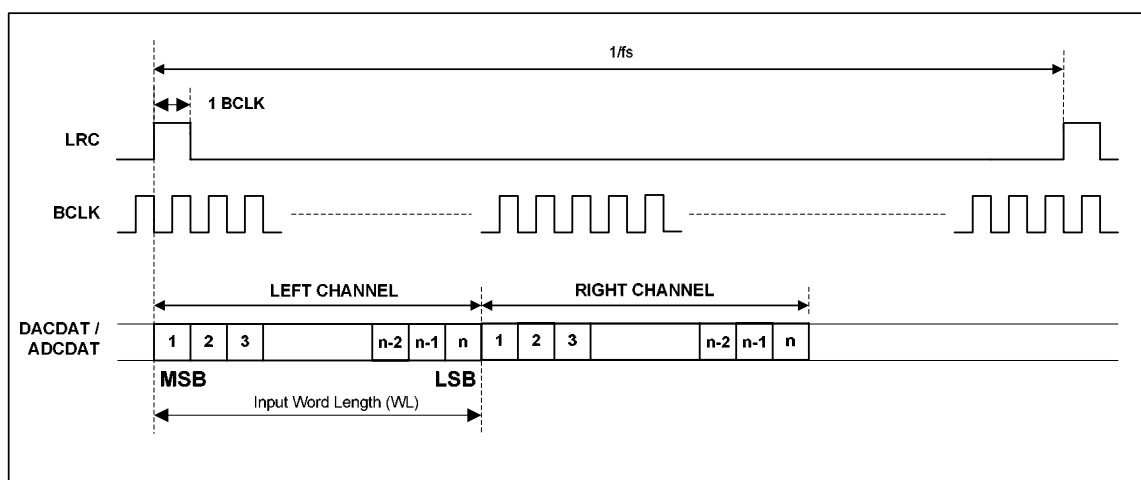 1/fs
1 BCLK
LRC
BCLK
LEFT CHANNEL
RIGHT CHANNEL
DACDAT /
ADCDAT
1 2 3 n-2 n-1 n 1 2 3 n-2 n-1 n
MSB LSB
Input Word Length (WL)